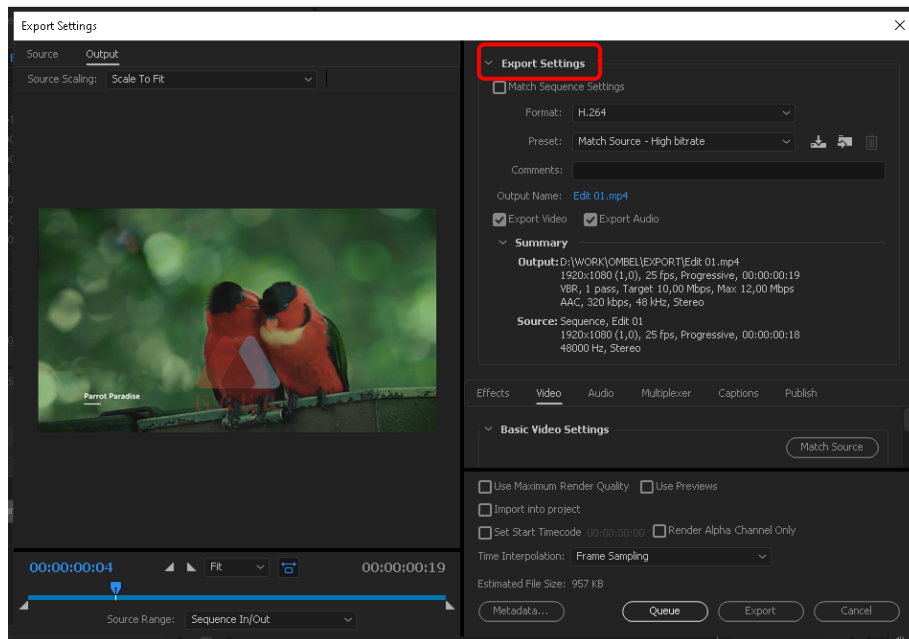 Export Settings
Source Output
Source Scaling: Scale To Fit
Parrot Paradise
00:00:00:04 Fit 00:00:00:19
Source Range: Sequence In/Out
Export Settings
Match Sequence Settings
Format: H.264
Preset: Match Source - High bitrate
Comments:
Output Name: Edit 01.mp4
Export Video Export Audio
Summary
Output: D:\WORK\OMBEL\EXPORT\Edit 01.mp4
1920x1080 (1,0), 25 fps, Progressive, 00:00:00:19
VBR, 1 pass, Target 10,00 Mbps, Max 12,00 Mbps
AAC, 320 kbps, 48 kHz, Stereo
Source: Sequence, Edit 01
1920x1080 (1,0), 25 fps, Progressive, 00:00:00:18
48000 Hz, Stereo
Effects Video Audio Multiplexer Captions Publish
Basic Video Settings
Match Source
Use Maximum Render Quality Use Previews
Import into project
Set Start Timecode 00:00:00:00 Render Alpha Channel Only
Time Interpolation: Frame Sampling
Estimated File Size: 957 KB
Metadata... Queue Export Cancel